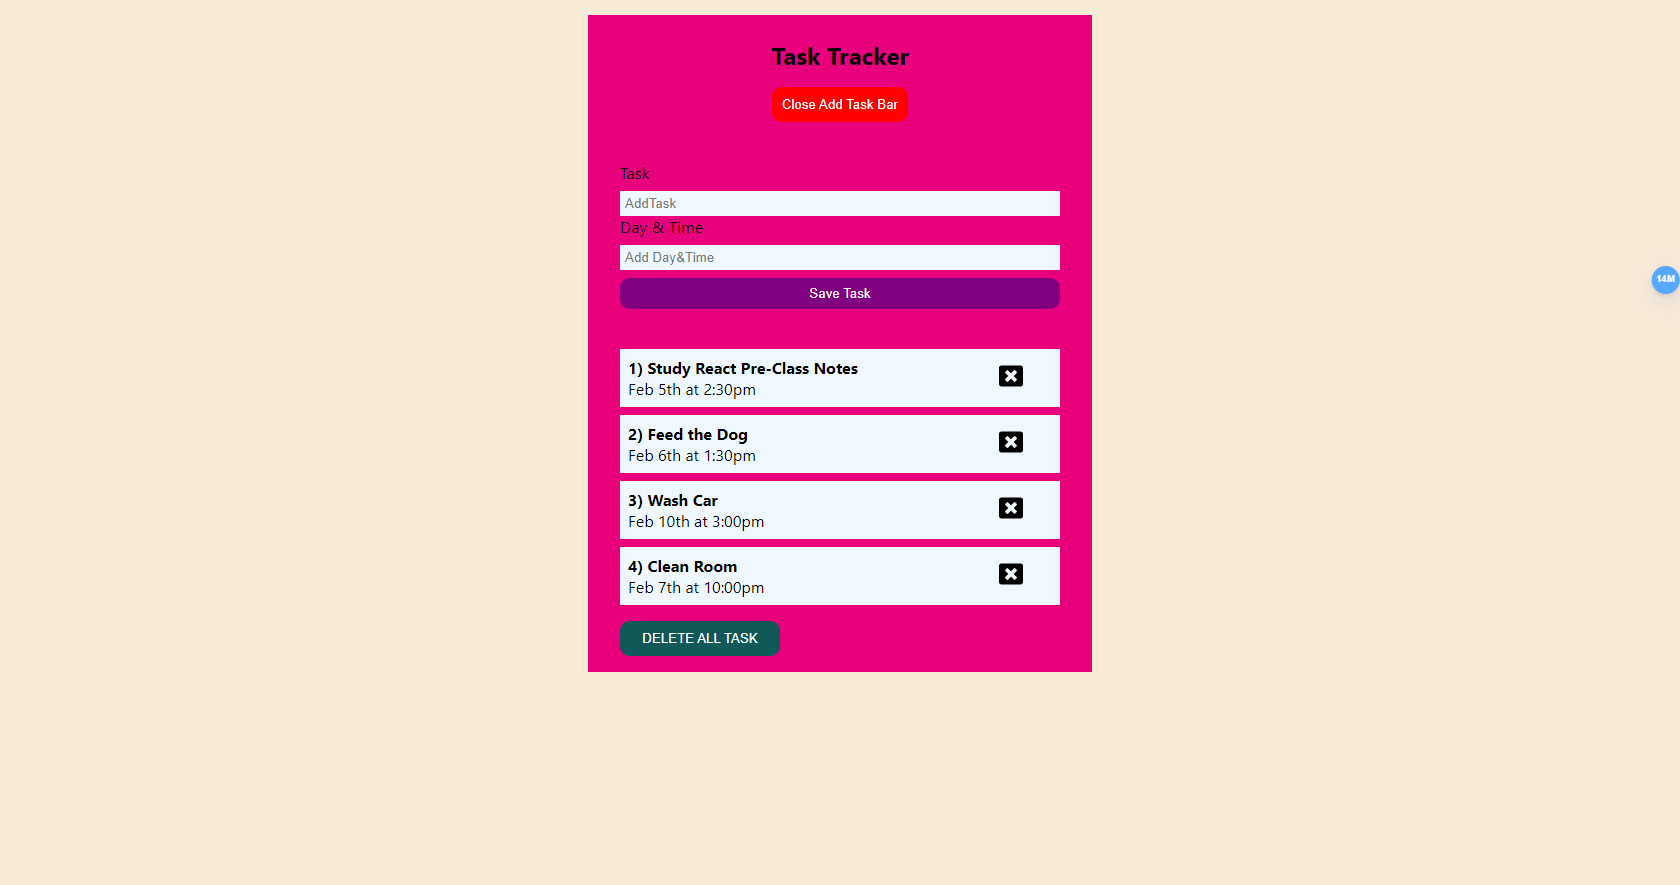 Task Tracker
Close Add Task Bar
Task
AddTask
Day & Time
Add Day&Time
Save Task
1) Study React Pre-Class Notes
Feb 5th at 2:30pm
2) Feed the Dog
Feb 6th at 1:30pm
3) Wash Car
Feb 10th at 3:00pm
4) Clean Room
Feb 7th at 10:00pm
DELETE ALL TASK
14M